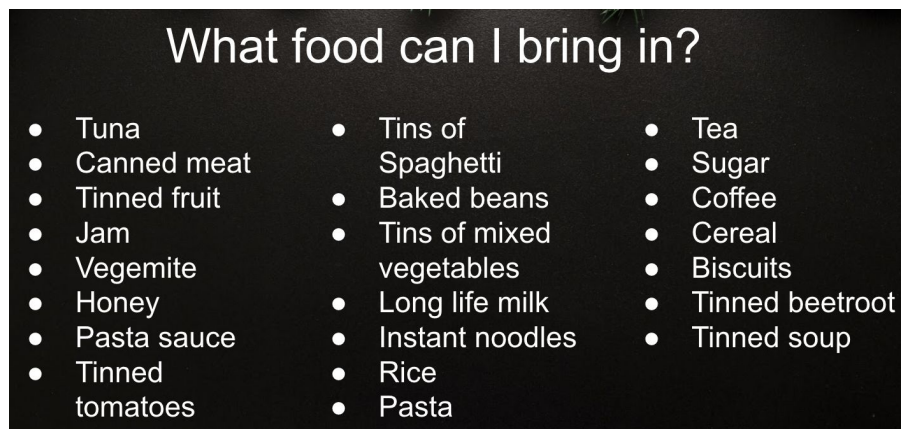 What food can I bring in?
● Tuna
● Canned meat
● Tinned fruit
● Jam
● Vegemite
● Honey
● Pasta sauce
● Tinned
tomatoes
● Tins of
Spaghetti
● Baked beans
● Tins of mixed
vegetables
● Long life milk
● Instant noodles
● Rice
● Pasta
● Tea
● Sugar
● Coffee
● Cereal
● Biscuits
● Tinned beetroot
● Tinned soup